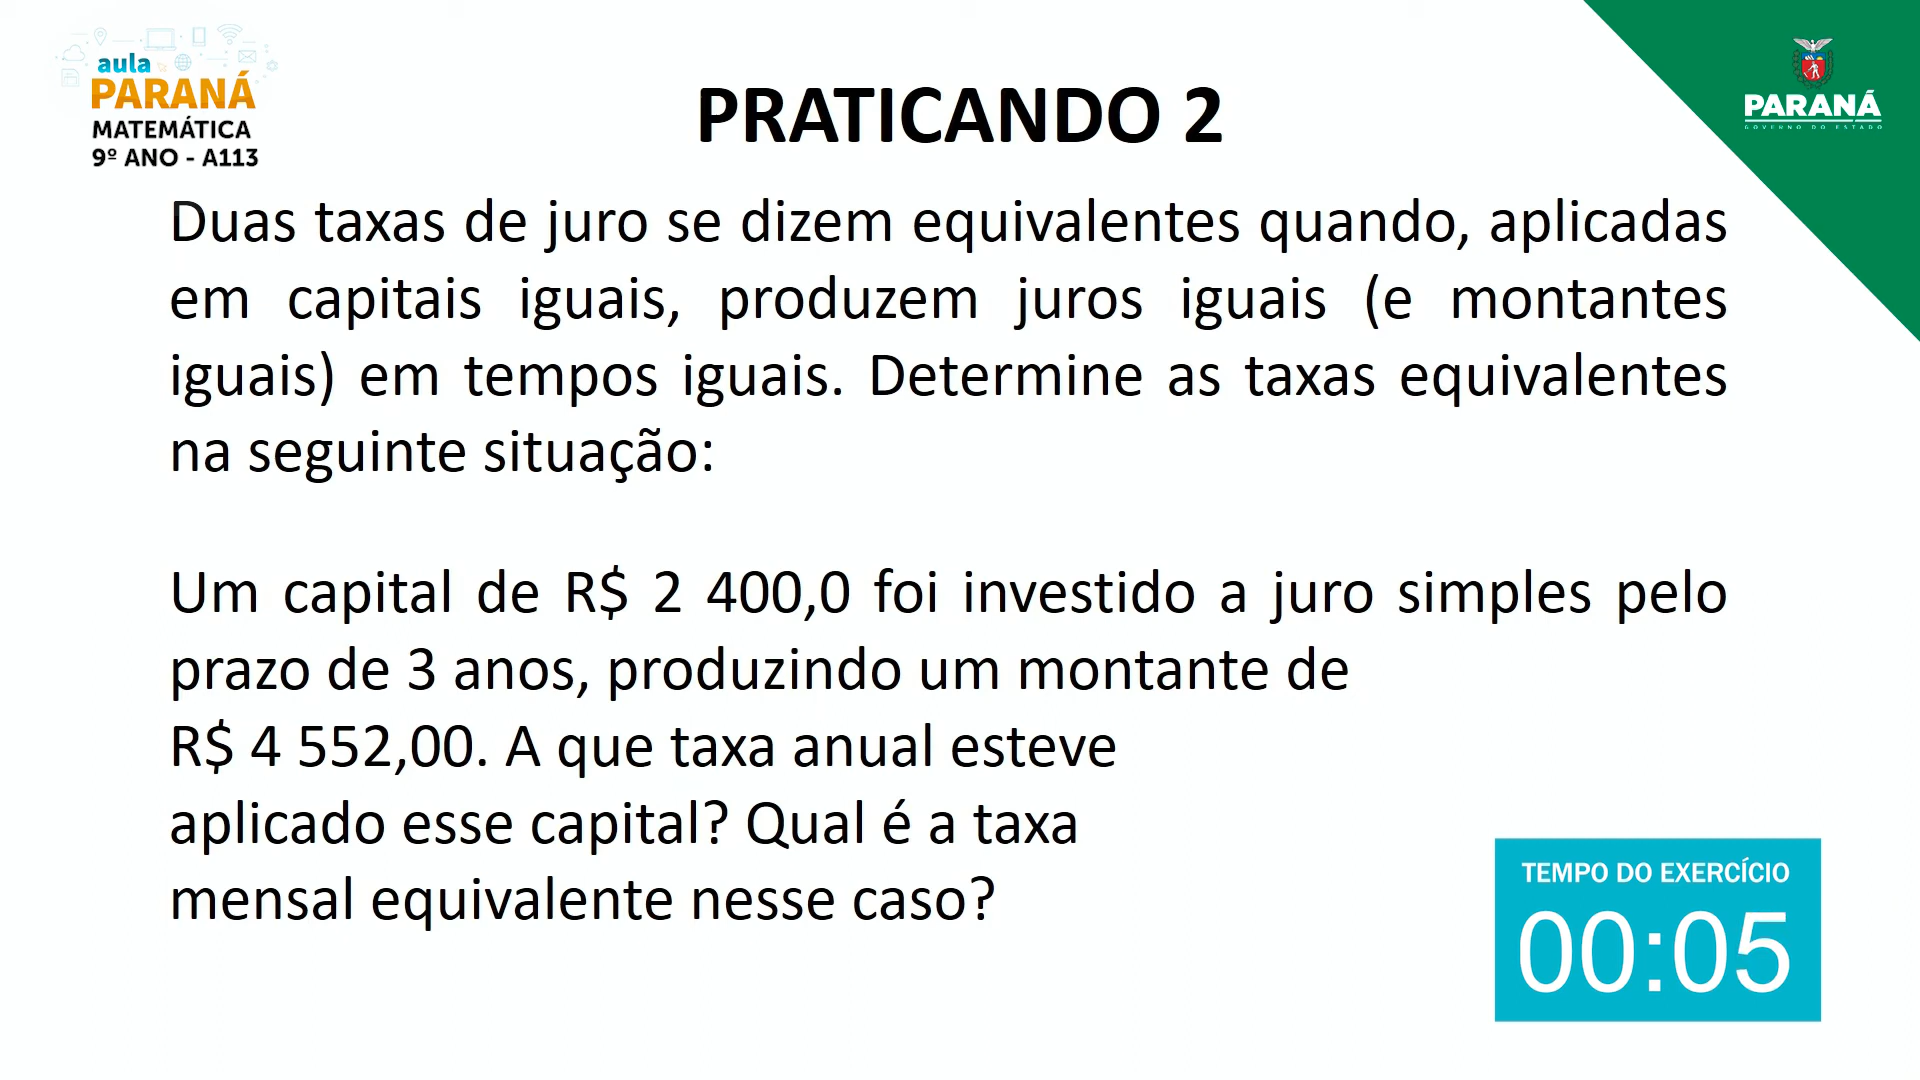 aula
PARANÁ
MATEMÁTICA
9º ANO - A113
PRATICANDO 2
PARANÁ
GOVERNO DO ESTADO
Duas taxas de juro se dizem equivalentes quando, aplicadas
em capitais iguais, produzem juros iguais (e montantes
iguais) em tempos iguais. Determine as taxas equivalentes
na seguinte situação:
Um capital de R$ 2 400,0 foi investido a juro simples pelo
prazo de 3 anos, produzindo um montante de
R$ 4 552,00. A que taxa anual esteve
aplicado esse capital? Qual é a taxa
mensal equivalente nesse caso?
TEMPO DO EXERCÍCIO
00:05